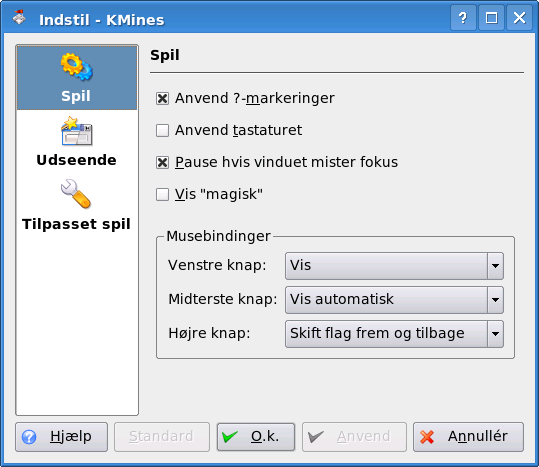 Indstil - KMines
Spil
Udseende
Tilpasset spil
Spil
Anvend ?-markeringer
Anvend tastaturet
Pause hvis vinduet mister fokus
Vis "magisk"
Musebindinger
Venstre knap: Vis
Midterste knap: Vis automatisk
Højre knap: Skift flag frem og tilbage
Hjælp Standard O.k. Anvend Annullér